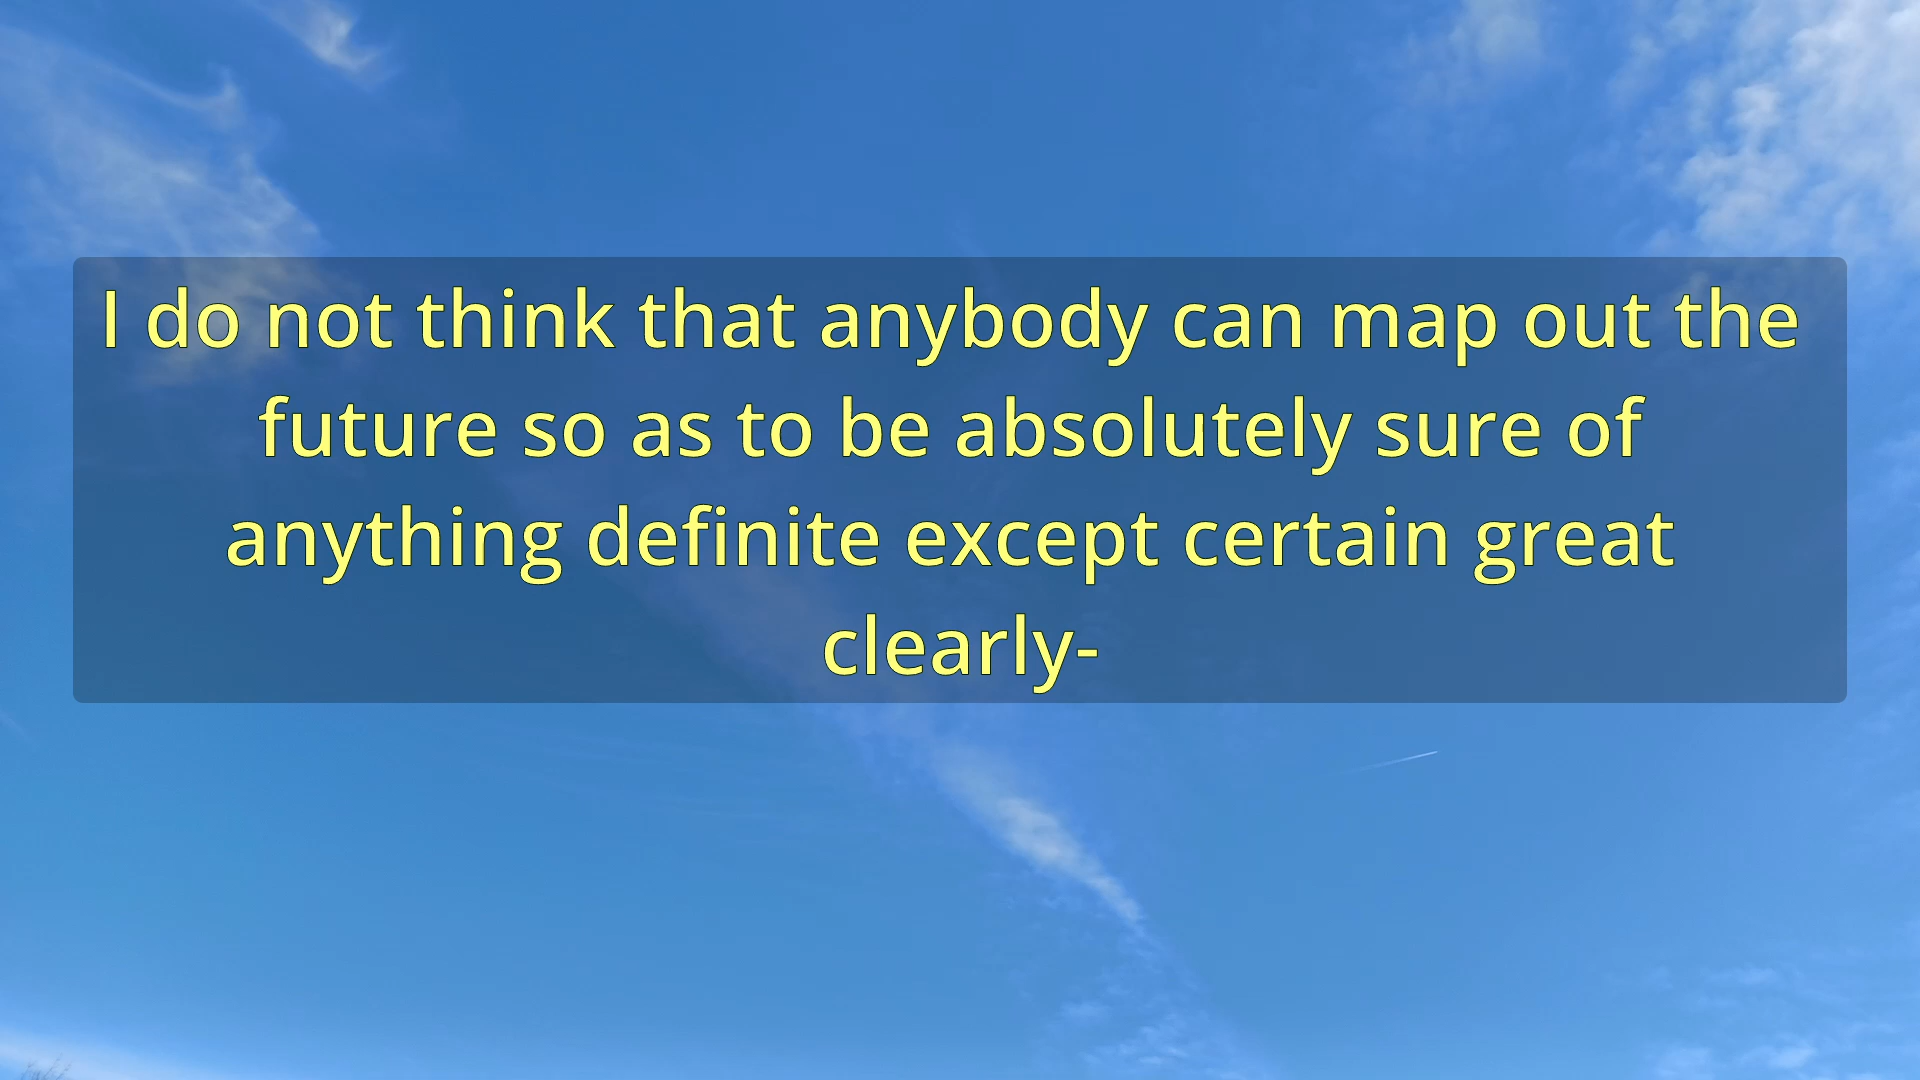 I do not think that anybody can map out the
future so as to be absolutely sure of
anything definite except certain great
clearly-